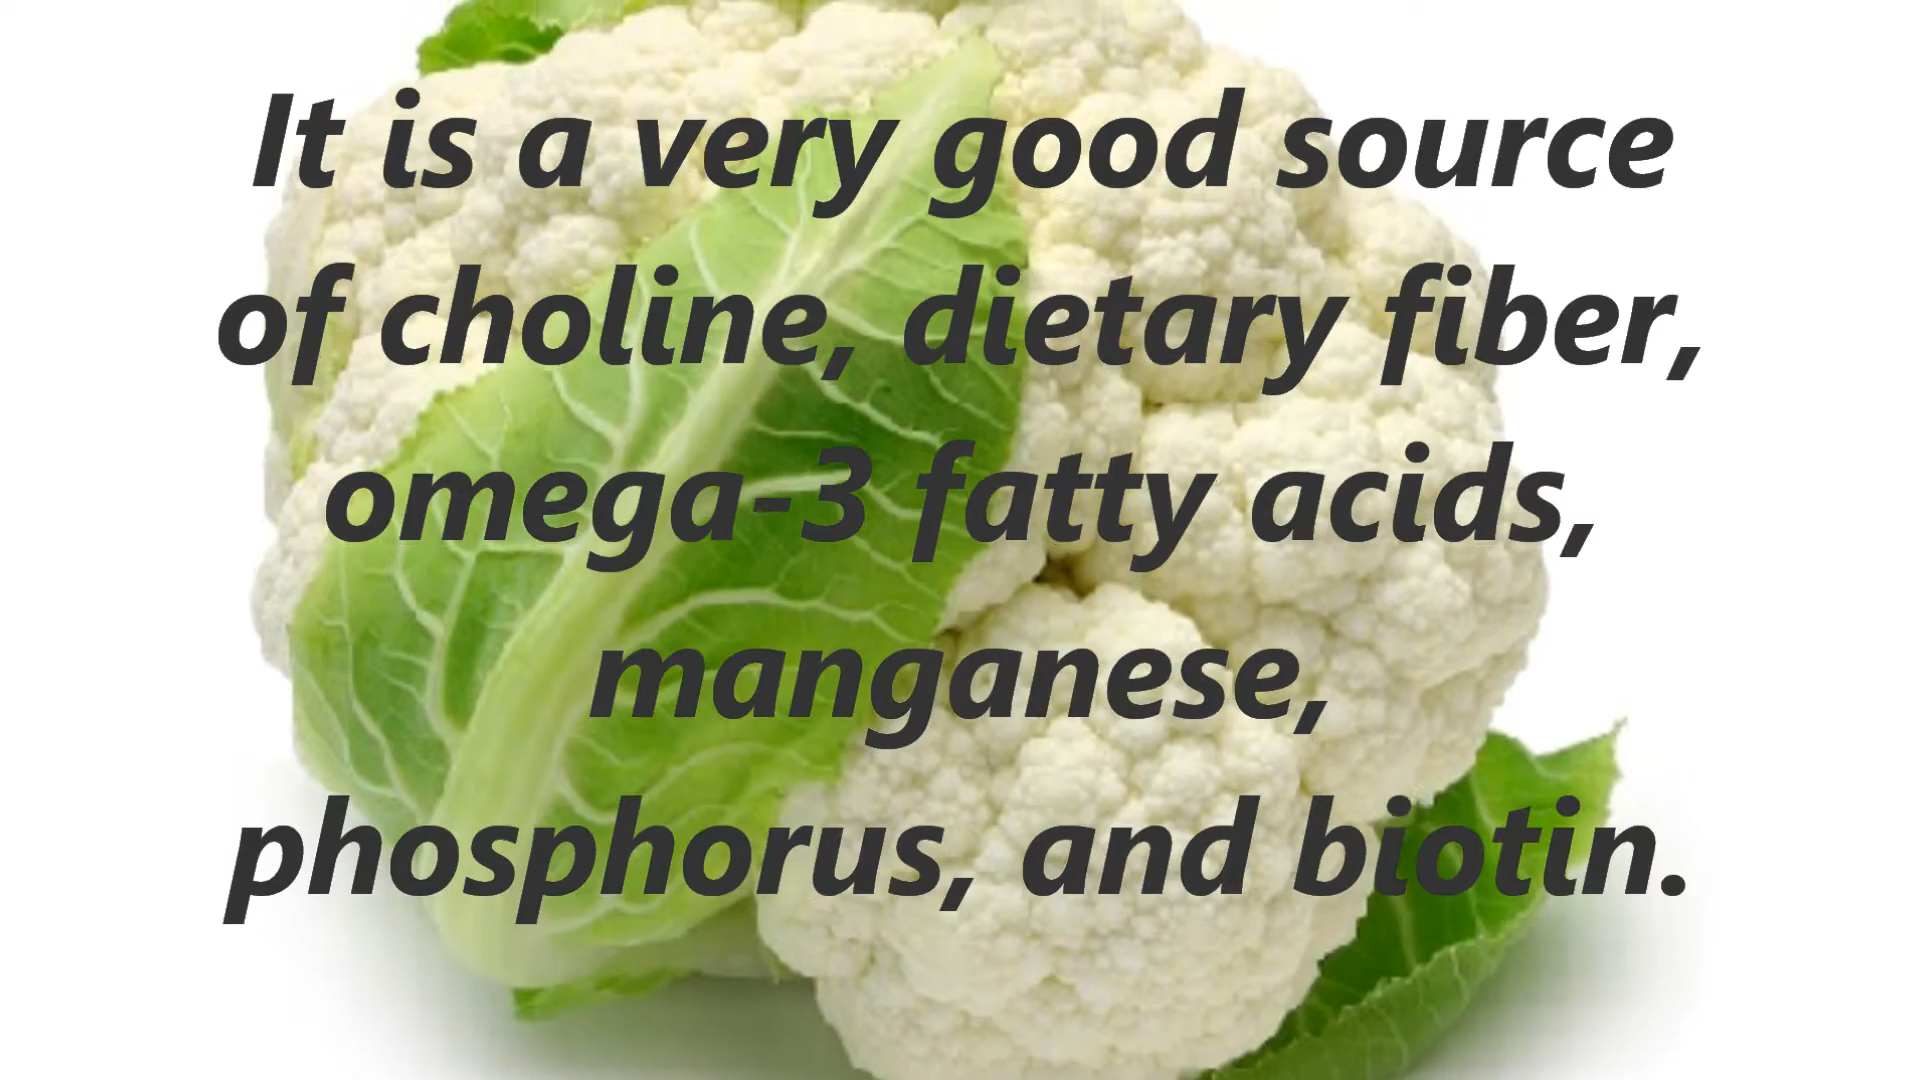 It is a very good source
of choline, dietary fiber,
omega-3 fatty acids,
manganese,
phosphorus, and biotin.